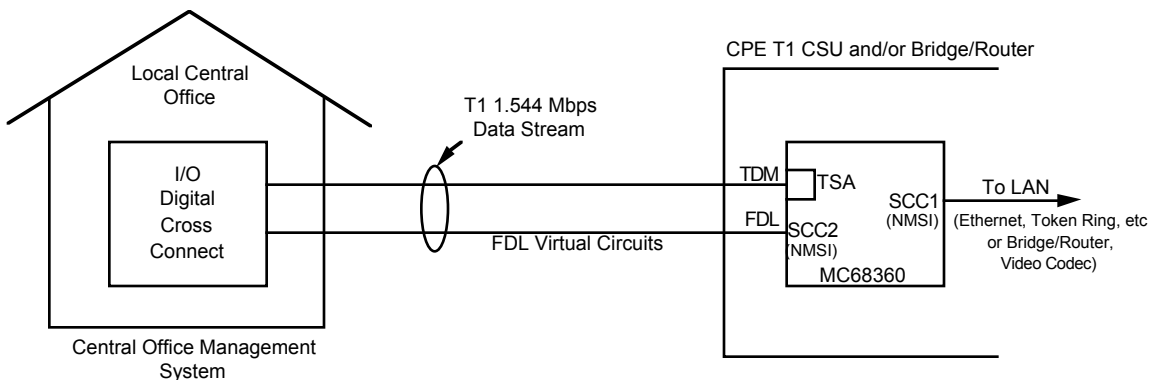 CPE T1 CSU and/or Bridge/Router
Local Central
Office
T1 1.544 Mbps
Data Stream
I/O
Digital
Cross
Connect
TDM
TSA
FDL
SCC2
(NMSI)
SCC1
(NMSI)
MC68360
FDL Virtual Circuits
To LAN
(Ethernet, Token Ring, etc
or Bridge/Router,
Video Codec)
Central Office Management
System